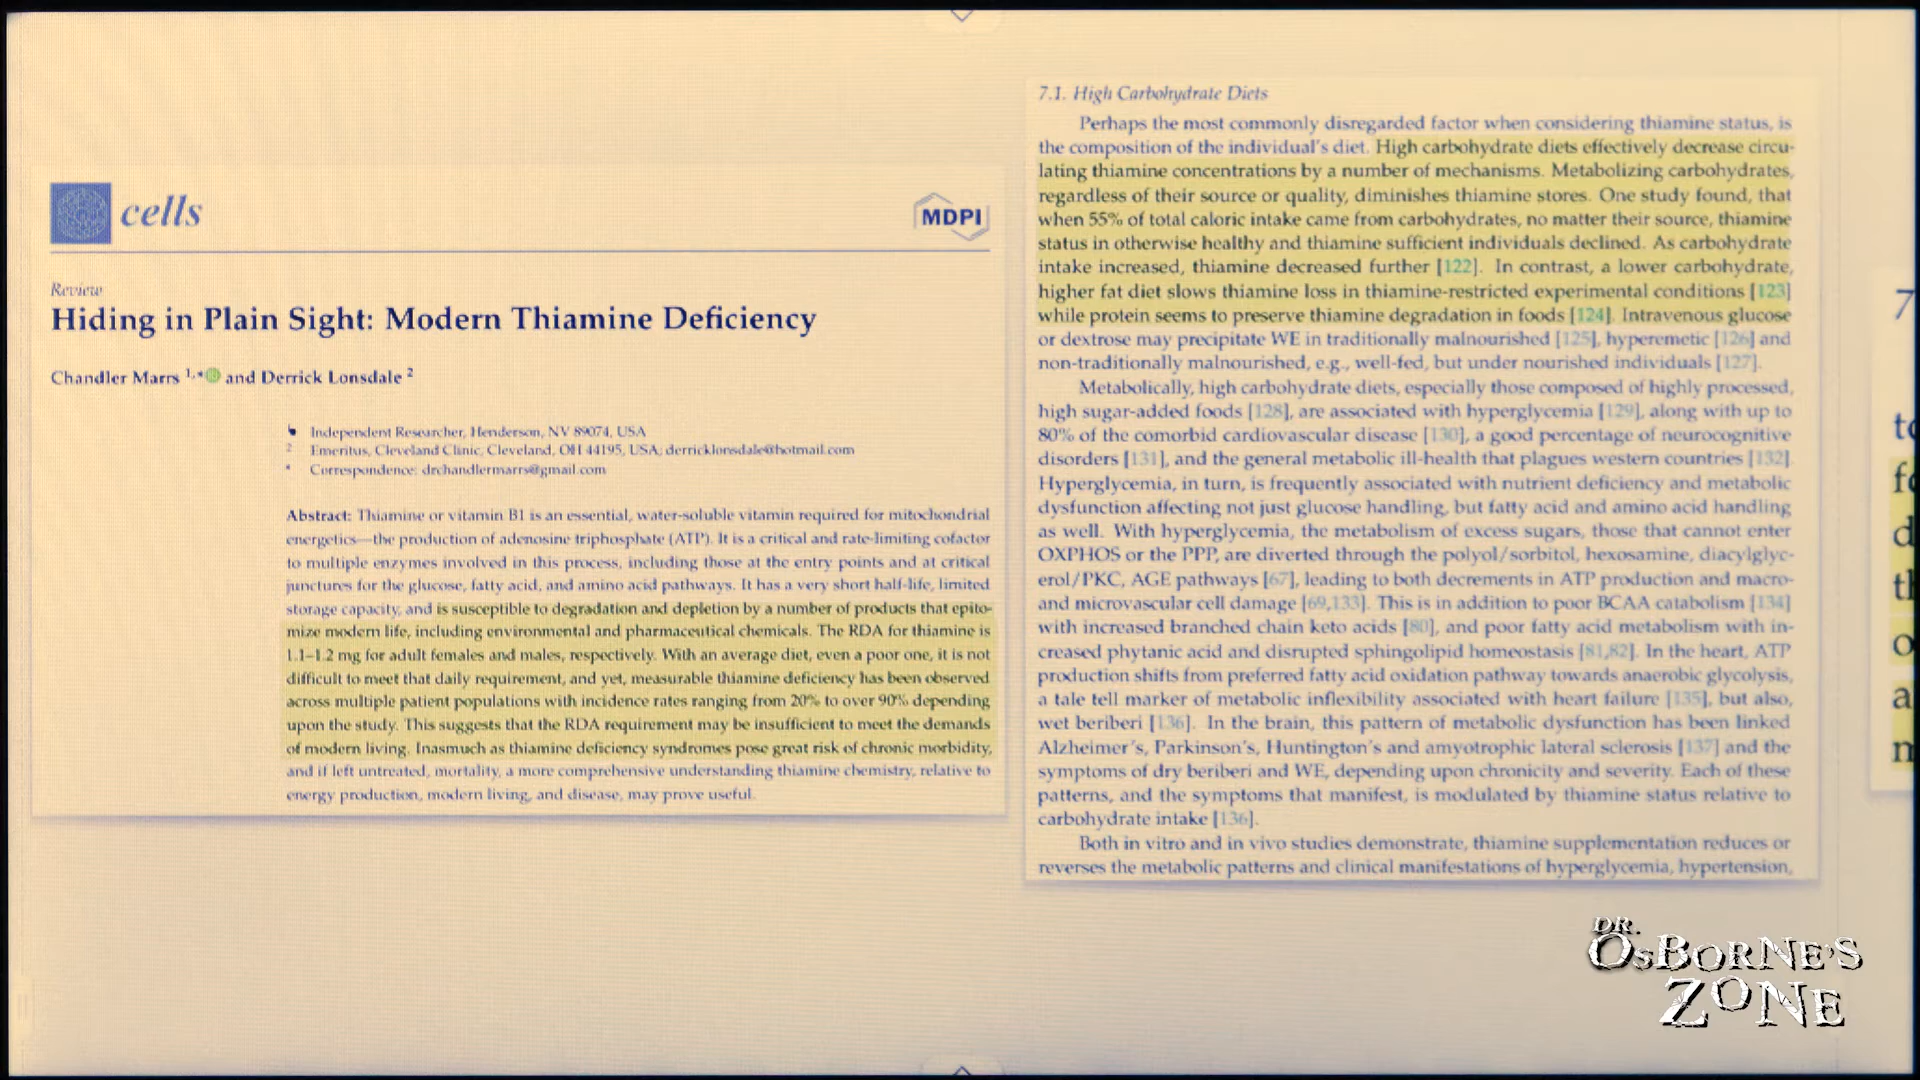 cells
MDPI
Review
Hiding in Plain Sight: Modern Thiamine Deficiency
Chandler Marrs 1,* and Derrick Lonsdale 2
Independent Researcher, Henderson, NV 89074, USA
2 Emeritus, Cleveland Clinic, Cleveland, OH 44195, USA; derricklonsdale@hotmail.com
* Correspondence: drchandlermarrs@gmail.com
Abstract: Thiamine or vitamin B1 is an essential, water-soluble vitamin required for mitochondrial
energetics—the production of adenosine triphosphate (ATP). It is a critical and rate-limiting cofactor
to multiple enzymes involved in this process, including those at the entry points and at critical
junctures for the glucose, fatty acid, and amino acid pathways. It has a very short half-life, limited
storage capacity, and is susceptible to degradation and depletion by a number of products that epito-
mize modern life, including environmental and pharmaceutical chemicals. The RDA for thiamine is
1.1–1.2 mg for adult females and males, respectively. With an average diet, even a poor one, it is not
difficult to meet that daily requirement, and yet, measurable thiamine deficiency has been observed
across multiple patient populations with incidence rates ranging from 20% to over 90% depending
upon the study. This suggests that the RDA requirement may be insufficient to meet the demands
of modern living. Inasmuch as thiamine deficiency syndromes pose great risk of chronic morbidity,
and if left untreated, mortality, a more comprehensive understanding thiamine chemistry, relative to
energy production, modern living, and disease, may prove useful.
7.1. High Carbohydrate Diets
Perhaps the most commonly disregarded factor when considering thiamine status, is
the composition of the individual's diet. High carbohydrate diets effectively decrease circu-
lating thiamine concentrations by a number of mechanisms. Metabolizing carbohydrates,
regardless of their source or quality, diminishes thiamine stores. One study found, that
when 55% of total caloric intake came from carbohydrates, no matter their source, thiamine
status in otherwise healthy and thiamine sufficient individuals declined. As carbohydrate
intake increased, thiamine decreased further [122]. In contrast, a lower carbohydrate,
higher fat diet slows thiamine loss in thiamine-restricted experimental conditions [123]
while protein seems to preserve thiamine degradation in foods [124]. Intravenous glucose
or dextrose may precipitate WE in traditionally malnourished [125], hyperemetic [126] and
non-traditionally malnourished, e.g., well-fed, but under nourished individuals [127].
Metabolically, high carbohydrate diets, especially those composed of highly processed,
high sugar-added foods [128], are associated with hyperglycemia [129], along with up to
80% of the comorbid cardiovascular disease [130], a good percentage of neurocognitive
disorders [131], and the general metabolic ill-health that plagues western countries [132].
Hyperglycemia, in turn, is frequently associated with nutrient deficiency and metabolic
dysfunction affecting not just glucose handling, but fatty acid and amino acid handling
as well. With hyperglycemia, the metabolism of excess sugars, those that cannot enter
OXPHOS or the PPP, are diverted through the polyol/sorbitol, hexosamine, diacylglyc-
erol/PKC, AGE pathways [67], leading to both decrements in ATP production and macro-
and microvascular cell damage [69,133]. This is in addition to poor BCAA catabolism [134]
with increased branched chain keto acids [80], and poor fatty acid metabolism with in-
creased phytanic acid and disrupted sphingolipid homeostasis [81,82]. In the heart, ATP
production shifts from preferred fatty acid oxidation pathway towards anaerobic glycolysis,
a tale tell marker of metabolic inflexibility associated with heart failure [135], but also,
wet beriberi [136]. In the brain, this pattern of metabolic dysfunction has been linked
Alzheimer's, Parkinson's, Huntington's and amyotrophic lateral sclerosis [137] and the
symptoms of dry beriberi and WE, depending upon chronicity and severity. Each of these
patterns, and the symptoms that manifest, is modulated by thiamine status relative to
carbohydrate intake [136].
Both in vitro and in vivo studies demonstrate, thiamine supplementation reduces or
reverses the metabolic patterns and clinical manifestations of hyperglycemia, hypertension,
DR.
OSBORNE'S
ZONE